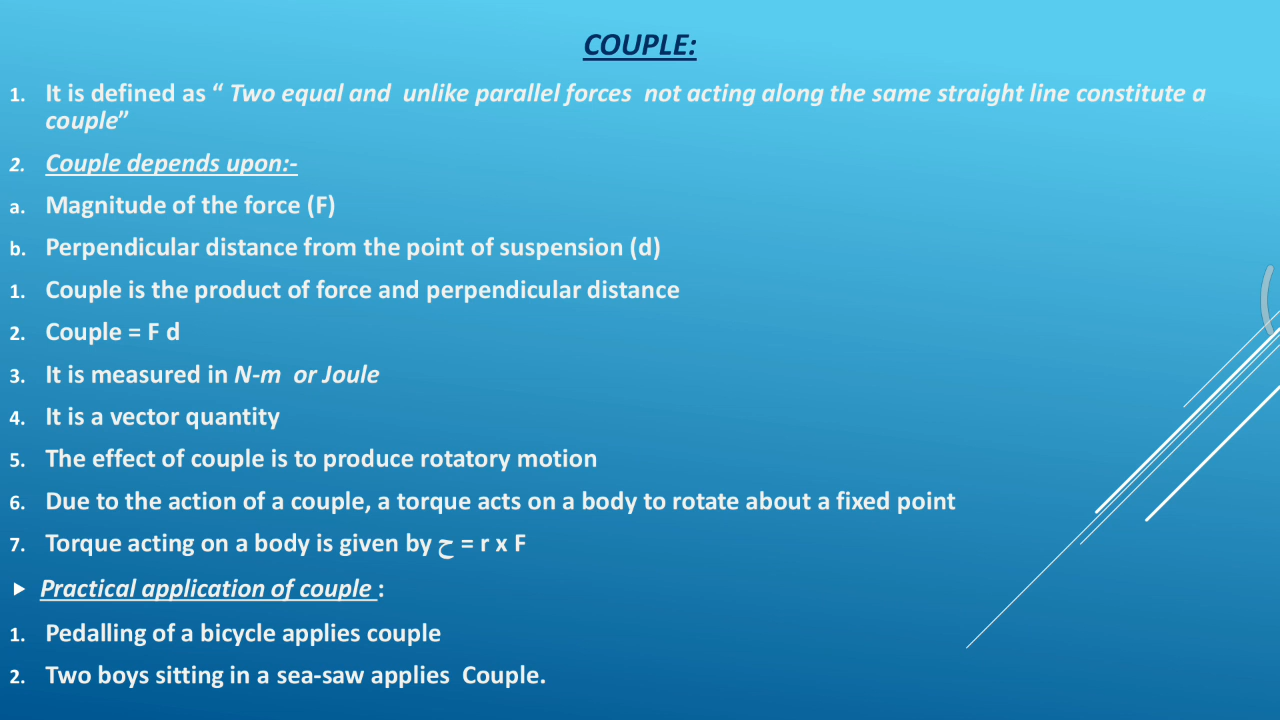 COUPLE:
1. It is defined as “ Two equal and  unlike parallel forces  not acting along the same straight line constitute a
couple”
2. Couple depends upon:-
a. Magnitude of the force (F)
b. Perpendicular distance from the point of suspension (d)
1. Couple is the product of force and perpendicular distance
2. Couple = F d
3. It is measured in N-m  or Joule
4. It is a vector quantity
5. The effect of couple is to produce rotatory motion
6. Due to the action of a couple, a torque acts on a body to rotate about a fixed point
7. Torque acting on a body is given by ح = r x F
Practical application of couple :
1. Pedalling of a bicycle applies couple
2. Two boys sitting in a sea-saw applies  Couple.